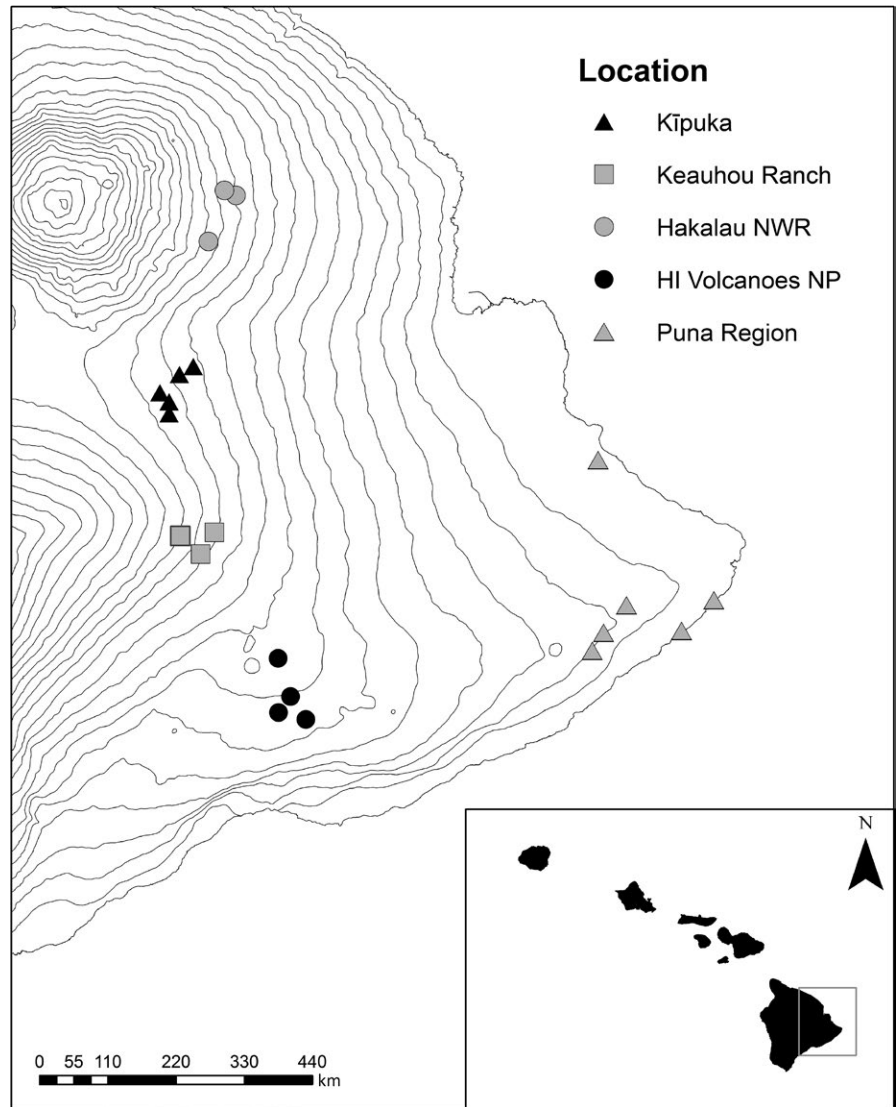 Location
Kīpuka
Keauhou Ranch
Hakalau NWR
HI Volcanoes NP
Puna Region
N
0 55 110 220 330 440
km